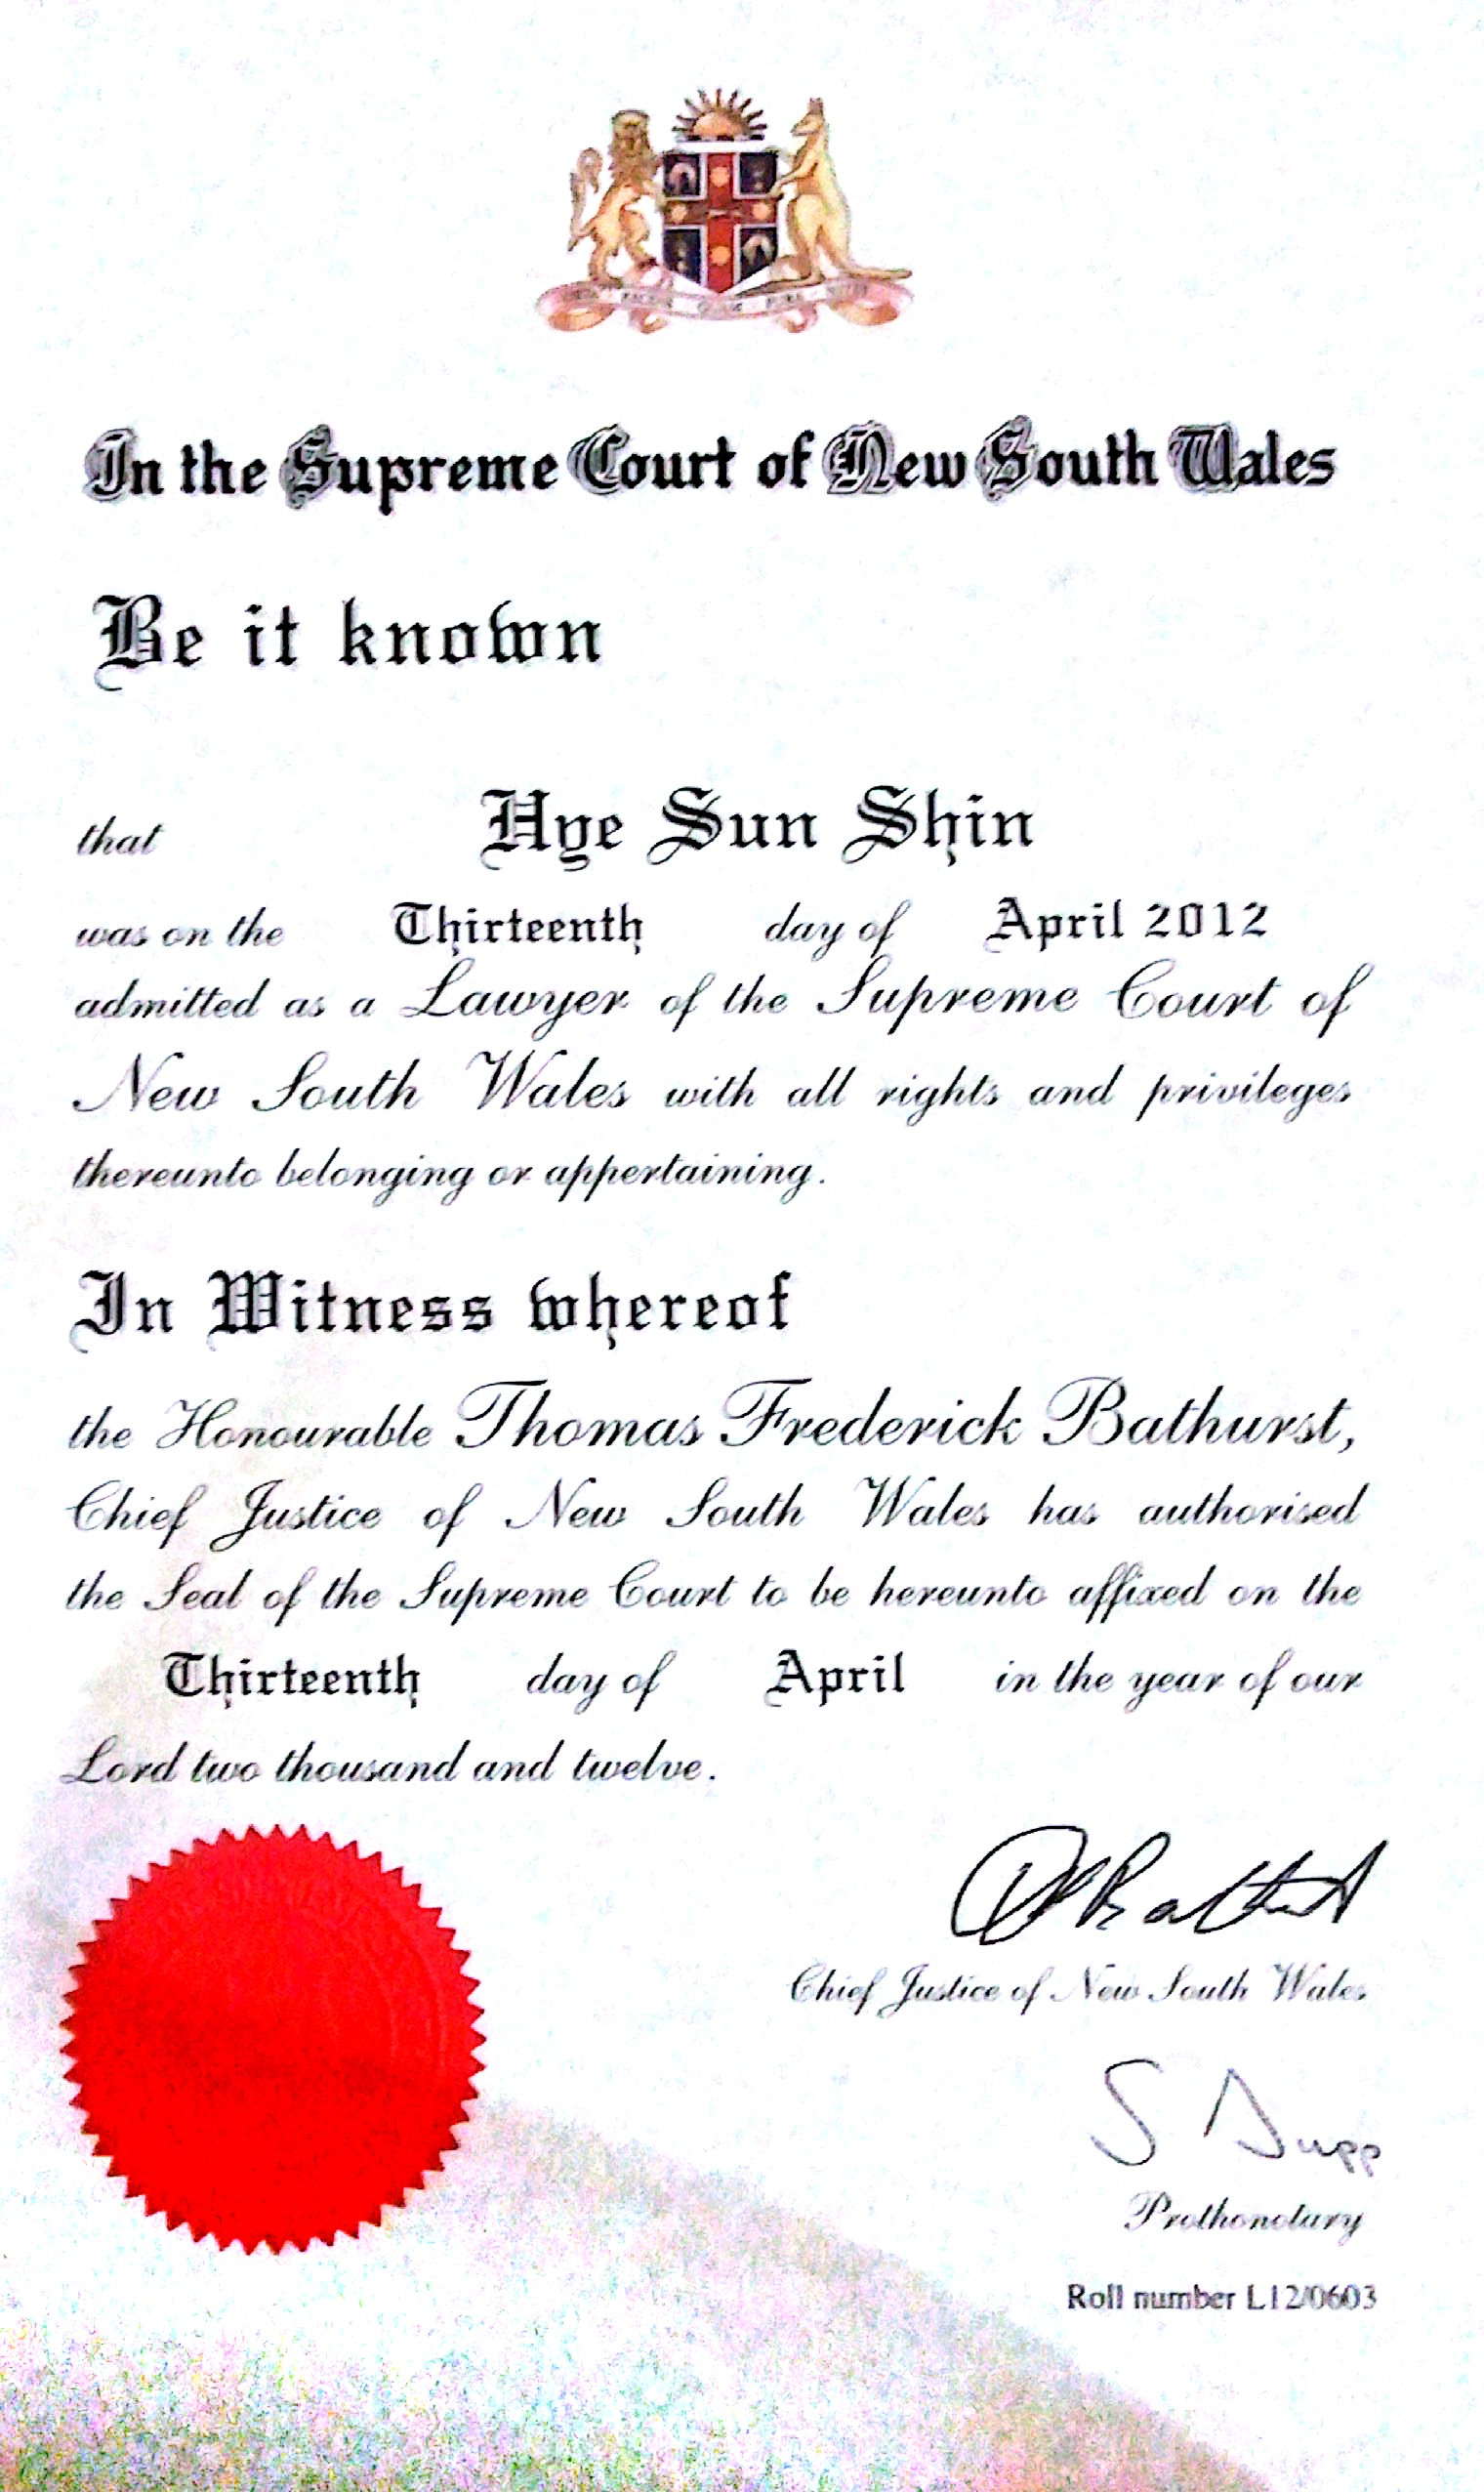 In the Supreme Court of New South Wales
Be it known
that Hye Sun Shin
was on the Thirteenth day of April 2012
admitted as a Lawyer of the Supreme Court of
New South Wales with all rights and privileges
thereunto belonging or appertaining.
In Witness whereof
the Honourable Thomas Frederick Bathurst,
Chief Justice of New South Wales has authorised
the Seal of the Supreme Court to be hereunto affixed on the
Thirteenth day of April in the year of our
Lord two thousand and twelve.
Chief Justice of New South Wales
Prothonotary
Roll number L12/0603